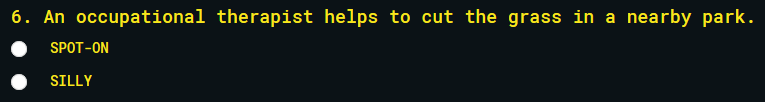 6. An occupational therapist helps to cut the grass in a nearby park.
SPOT-ON
SILLY